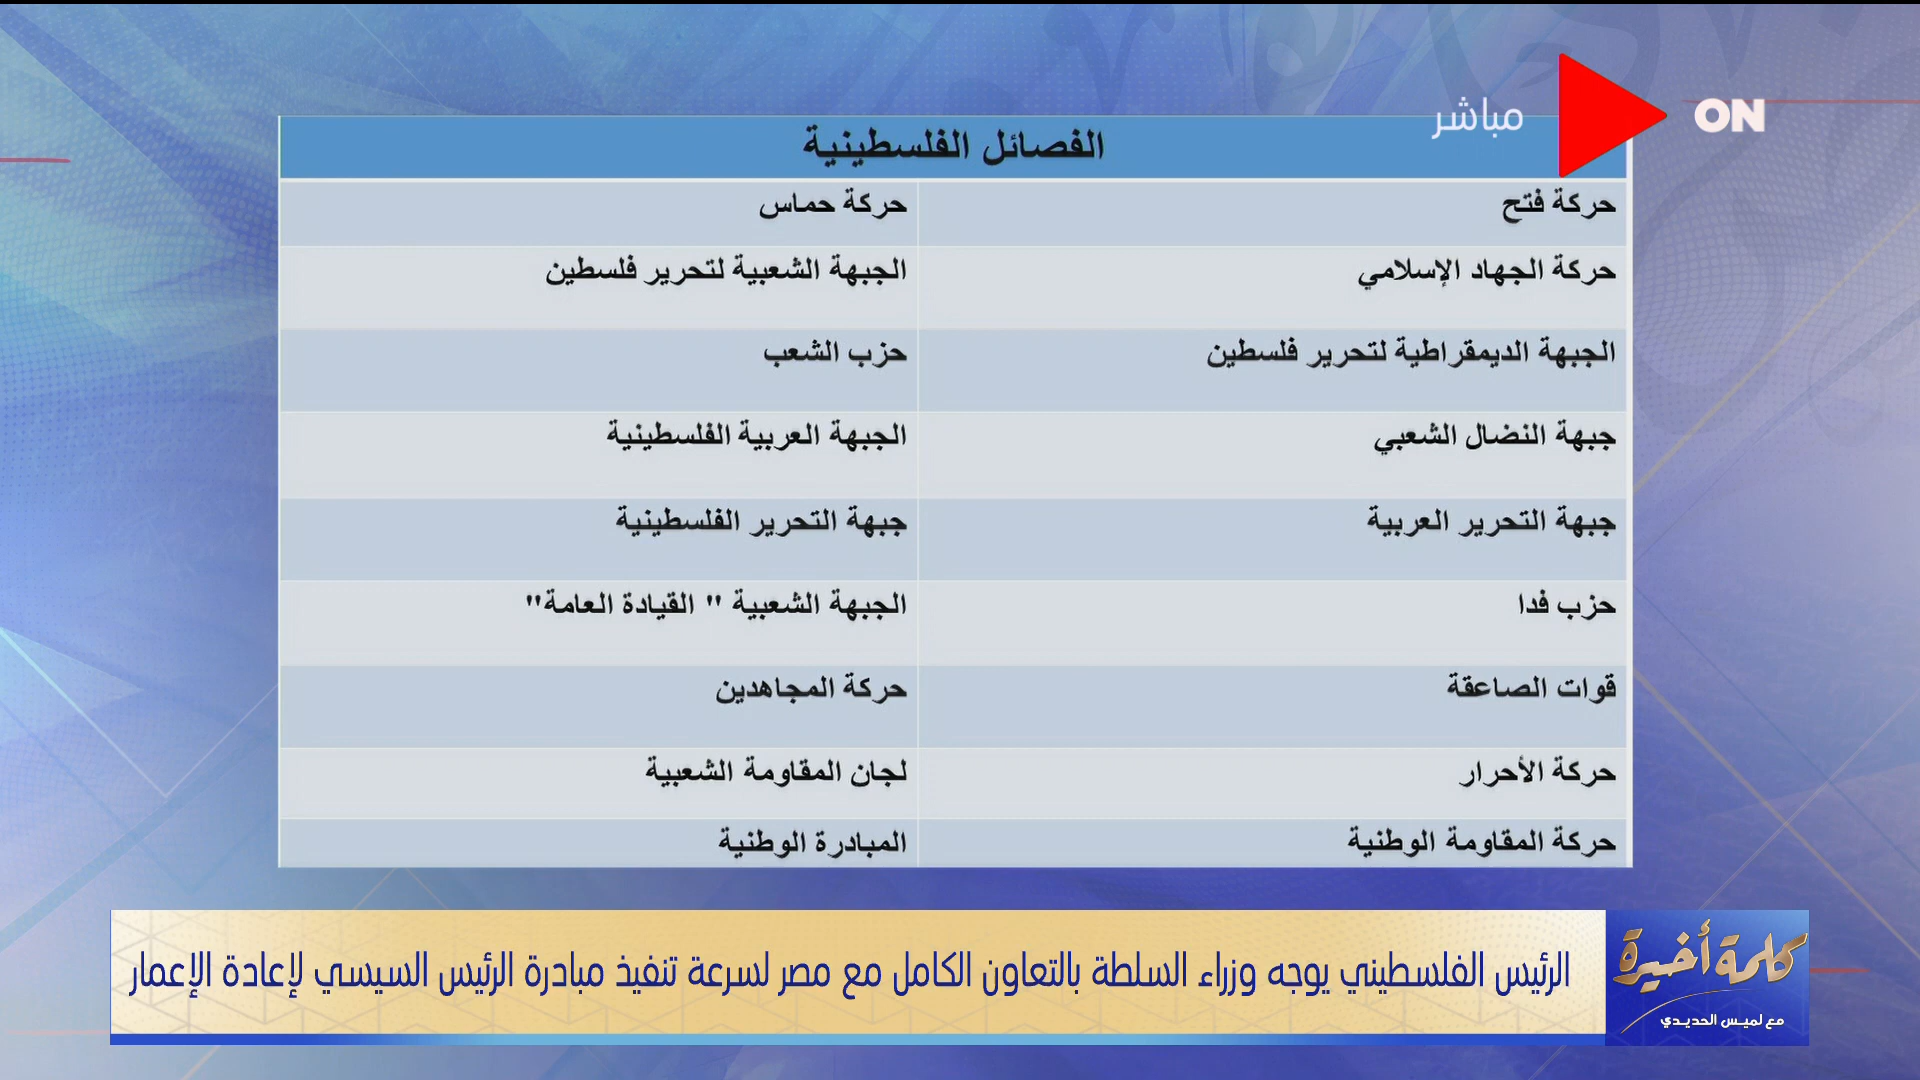 مباشر
ON
الفصائل الفلسطينية
حركة فتح
حركة حماس
حركة الجهاد الإسلامي
الجبهة الشعبية لتحرير فلسطين
الجبهة الديمقراطية لتحرير فلسطين
حزب الشعب
جبهة النضال الشعبي
الجبهة العربية الفلسطينية
جبهة التحرير العربية
جبهة التحرير الفلسطينية
حزب فدا
الجبهة الشعبية " القيادة العامة"
قوات الصاعقة
حركة المجاهدين
حركة الأحرار
لجان المقاومة الشعبية
حركة المقاومة الوطنية
المبادرة الوطنية
كلمة أخيرة
مع لميس الحديدي
الرئيس الفلسطيني يوجه وزراء السلطة بالتعاون الكامل مع مصر لسرعة تنفيذ مبادرة الرئيس السيسي لإعادة الإعمار